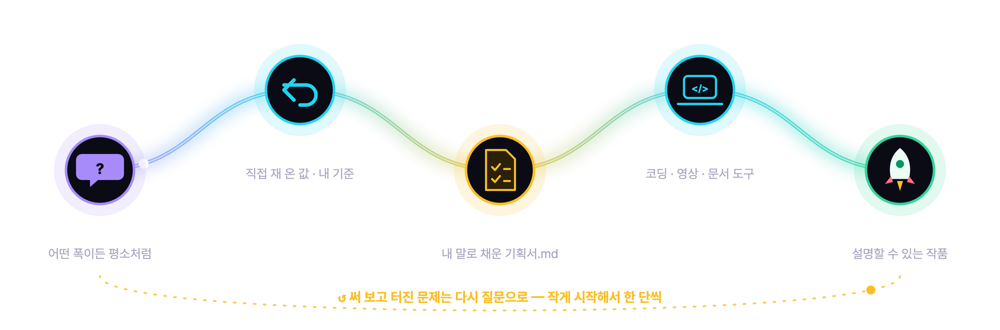 ?
</>
직접 재 온 값 · 내 기준
코딩 · 영상 · 문서 도구
어떤 폭이든 평소처럼
내 말로 채운 기획서.md
설명할 수 있는 작품
↺ 써 보고 터진 문제는 다시 질문으로 — 작게 시작해서 한 단씩